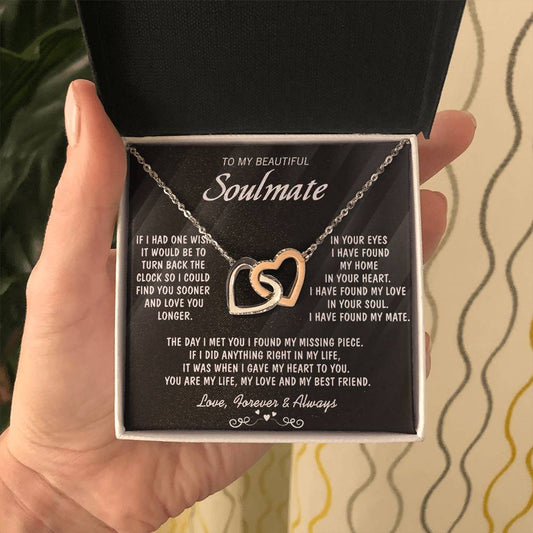 TO MY BEAUTIFUL
Soulmate
IF I HAD ONE WISH
IT WOULD BE TO
TURN BACK THE
CLOCK SO I COULD
FIND YOU SOONER
AND LOVE YOU
LONGER.
IN YOUR EYES
I HAVE FOUND
MY HOME
IN YOUR HEART.
I HAVE FOUND MY LOVE
IN YOUR SOUL.
I HAVE FOUND MY MATE.
THE DAY I MET YOU I FOUND MY MISSING PIECE.
IF I DID ANYTHING RIGHT IN MY LIFE,
IT WAS WHEN I GAVE MY HEART TO YOU.
YOU ARE MY LIFE, MY LOVE AND MY BEST FRIEND.
Love, Forever & Always